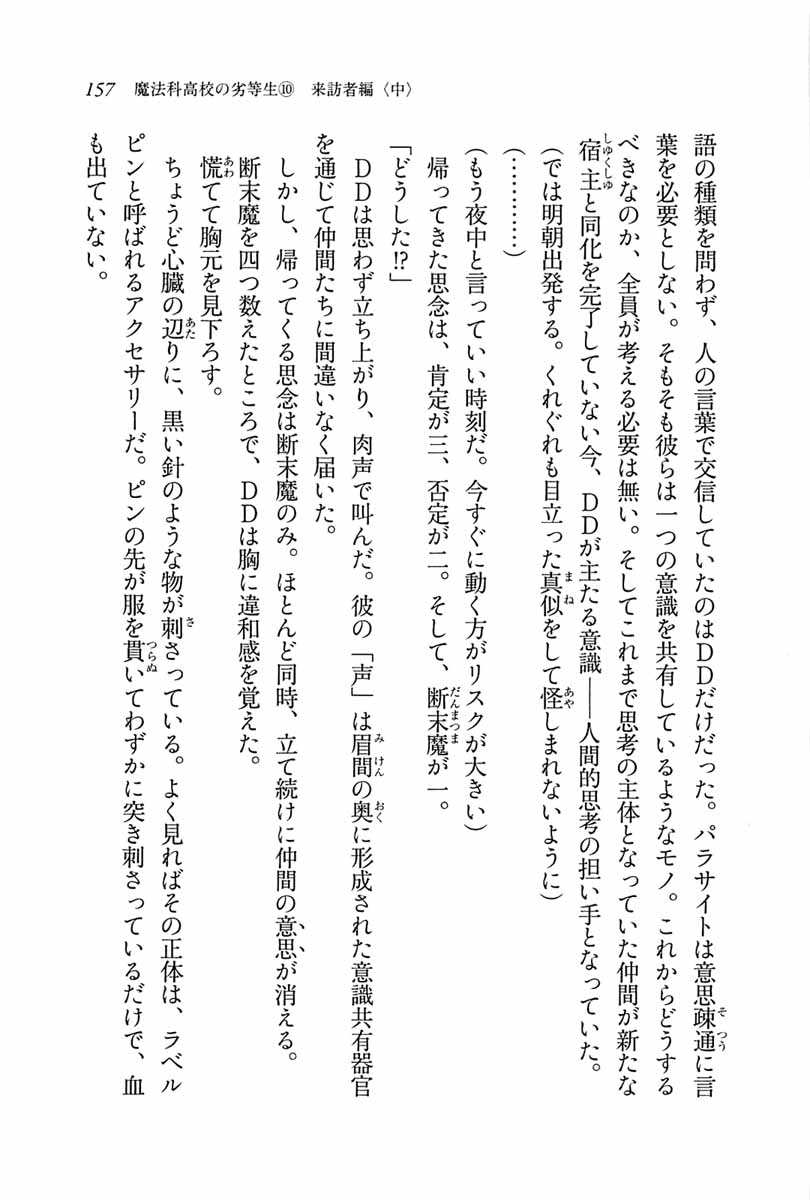 157　魔法科高校の劣等生⑩　来訪者編〈中〉
語の種類を問わず、人の言葉で交信していたのはＤＤだけだった。パラサイトは意思疎通に言
葉を必要としない。そもそも彼らは一つの意識を共有しているようなモノ。これからどうする
べきなのか、全員が考える必要は無い。そしてこれまで思考の主体となっていた仲間が新たな
宿主と同化を完了していない今、ＤＤが主たる意識――人間的思考の担い手となっていた。
（では明朝出発する。くれぐれも目立った真似をして怪しまれないように）
（…………）
（もう夜中と言っていい時刻だ。今すぐに動く方がリスクが大きい）
帰ってきた思念は、肯定が三、否定が二。そして、断末魔が一。
「どうした!?」
ＤＤは思わず立ち上がり、肉声で叫んだ。彼の「声」は眉間の奥に形成された意識共有器官
を通じて仲間たちに間違いなく届いた。
しかし、帰ってくる思念は断末魔のみ。ほとんど同時、立て続けに仲間の意思が消える。
断末魔を四つ数えたところで、ＤＤは胸に違和感を覚えた。
慌てて胸元を見下ろす。
ちょうど心臓の辺りに、黒い針のような物が刺さっている。よく見ればその正体は、ラベル
ピンと呼ばれるアクセサリーだ。ピンの先が服を貫いてわずかに突き刺さっているだけで、血
も出ていない。